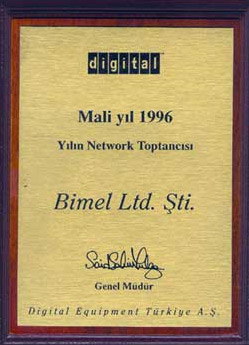 digital
Mali yıl 1996
Yılın Network Toptancısı
Bimel Ltd. Şti.
Genel Müdür
Digital Equipment Türkiye A.Ş.